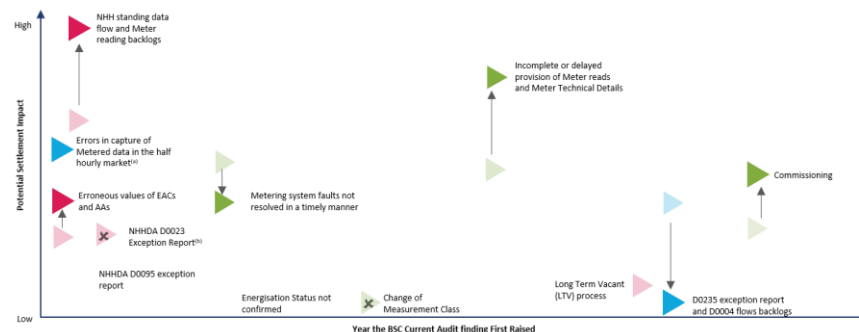 High
NHH standing data
flow and Meter
reading backlogs
Incomplete or delayed
provision of Meter reads
and Meter Technical Details
Potential Settlement Impact
Errors in capture of
Metered data in the half
hourly market(a)
Commissioning
Erroneous values of EACs
and AAs
Metering system faults not
resolved in a timely manner
NHHDA D0023
Exception Report(b)
NHHDA D0095 exception
report
Energisation Status not
confirmed
Change of
Measurement Class
Long Term Vacant
(LTV) process
D0235 exception report
and D0004 flows backlogs
Low
Year the BSC Current Audit finding First Raised